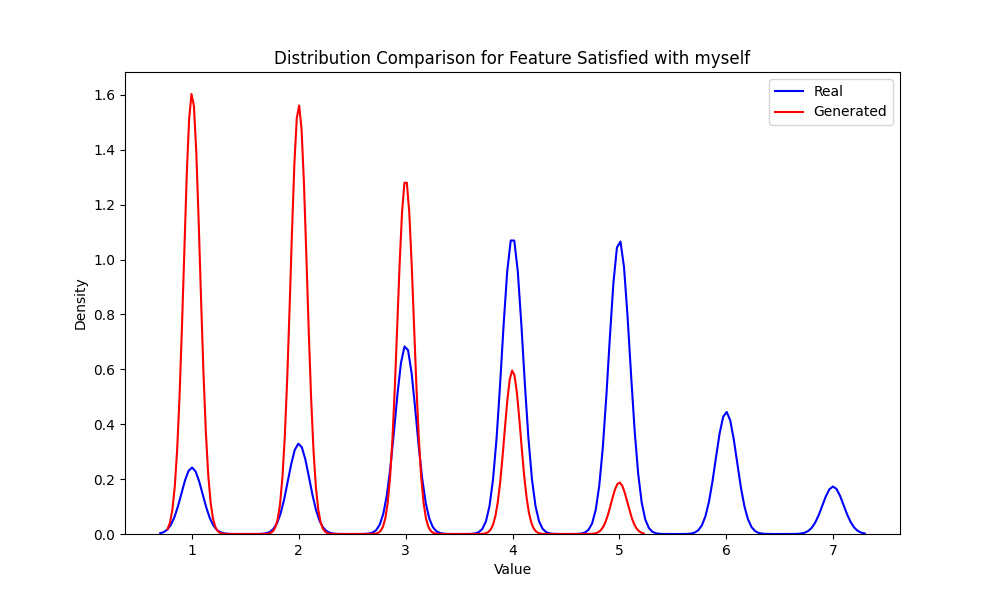 Distribution Comparison for Feature Satisfied with myself
Real
Generated
1.6
1.4
1.2
1.0
0.8
0.6
0.4
0.2
0.0
Density
1 2 3 4 5 6 7
Value